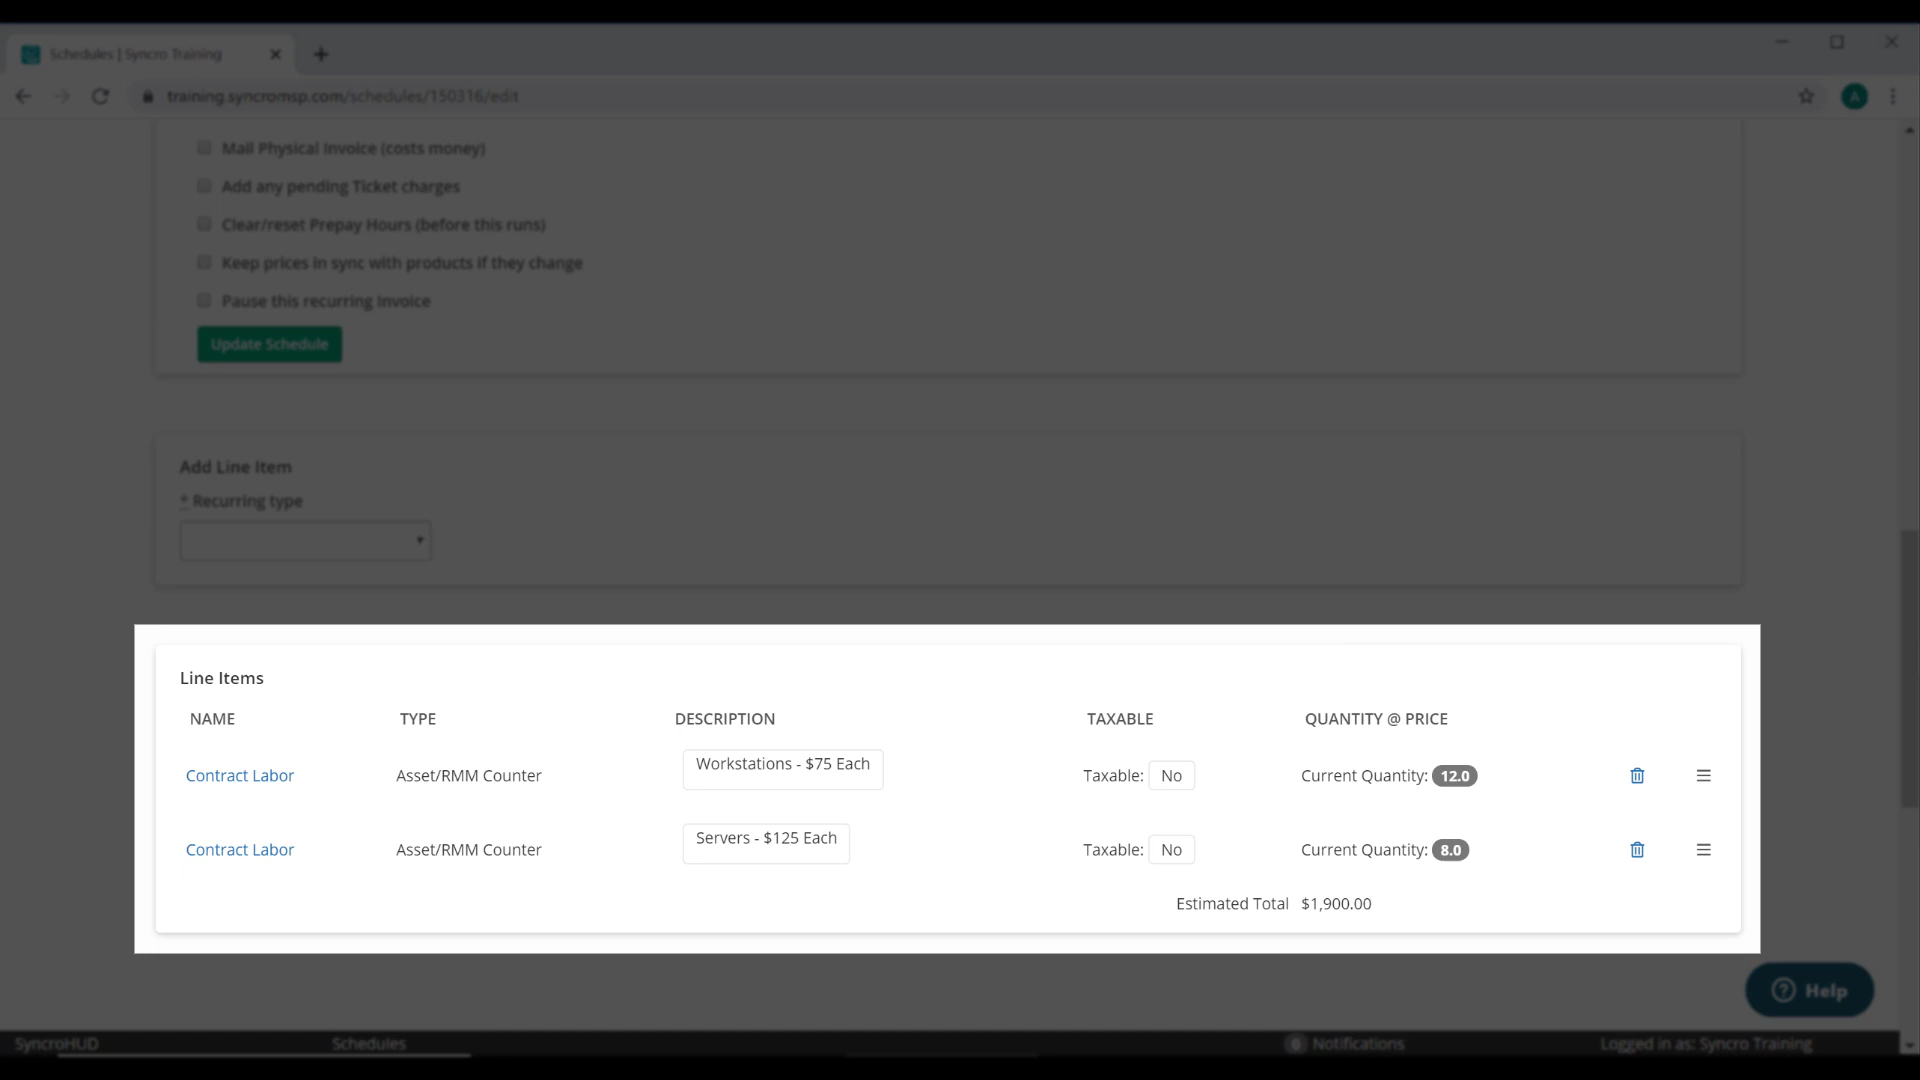 Schedules | Syncro Training
training.syncromsp.com/schedules/150316/edit
A
Mail Physical Invoice (costs money)
Add any pending Ticket charges
Clear/reset Prepay Hours (before this runs)
Keep prices in sync with products if they change
Pause this recurring Invoice
Update Schedule
Add Line Item
* Recurring type
Line Items
NAME TYPE DESCRIPTION TAXABLE QUANTITY @ PRICE
Contract Labor Asset/RMM Counter Workstations - $75 Each Taxable: No Current Quantity: 12.0
Contract Labor Asset/RMM Counter Servers - $125 Each Taxable: No Current Quantity: 8.0
Estimated Total $1,900.00
? Help
SyncroHUD Schedules 0 Notifications Logged in as: Syncro Training